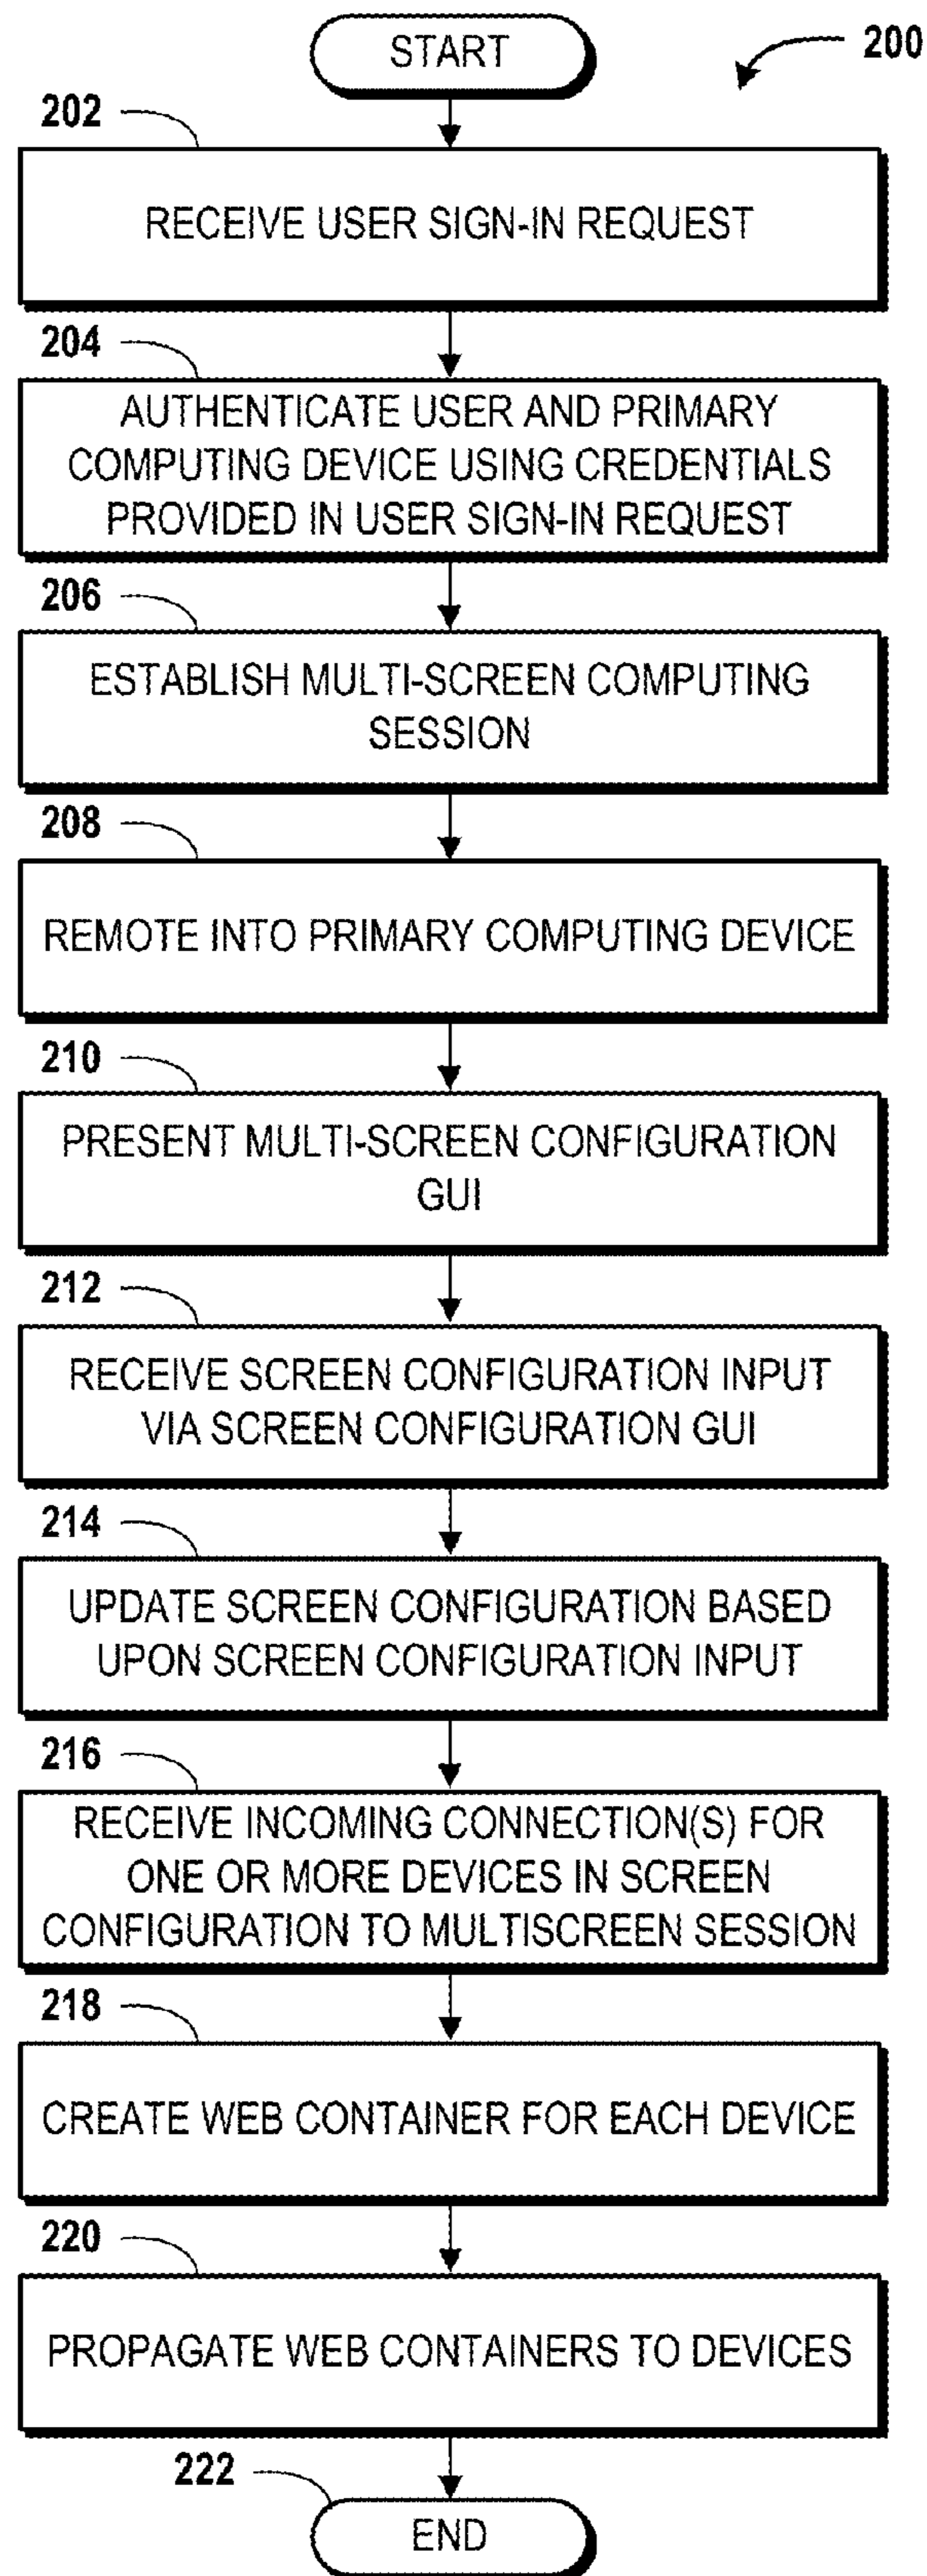 START
200
202
RECEIVE USER SIGN-IN REQUEST
204
AUTHENTICATE USER AND PRIMARY
COMPUTING DEVICE USING CREDENTIALS
PROVIDED IN USER SIGN-IN REQUEST
206
ESTABLISH MULTI-SCREEN COMPUTING
SESSION
208
REMOTE INTO PRIMARY COMPUTING DEVICE
210
PRESENT MULTI-SCREEN CONFIGURATION
GUI
212
RECEIVE SCREEN CONFIGURATION INPUT
VIA SCREEN CONFIGURATION GUI
214
UPDATE SCREEN CONFIGURATION BASED
UPON SCREEN CONFIGURATION INPUT
216
RECEIVE INCOMING CONNECTION(S) FOR
ONE OR MORE DEVICES IN SCREEN
CONFIGURATION TO MULTISCREEN SESSION
218
CREATE WEB CONTAINER FOR EACH DEVICE
220
PROPAGATE WEB CONTAINERS TO DEVICES
222
END